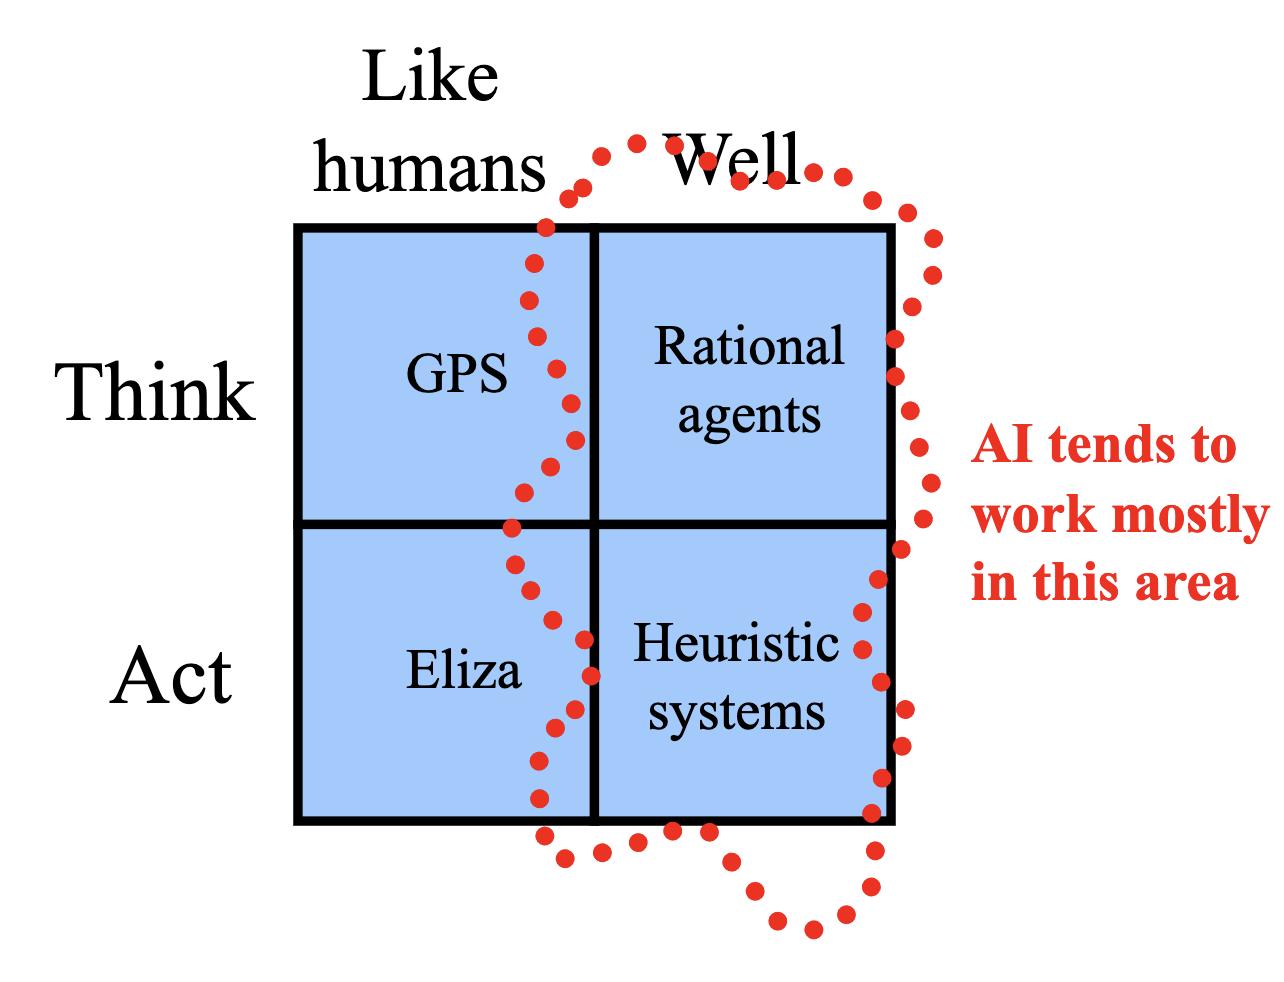 Like
humans
Well
Think
GPS
Rational
agents
AI tends to
work mostly
in this area
Act
Eliza
Heuristic
systems